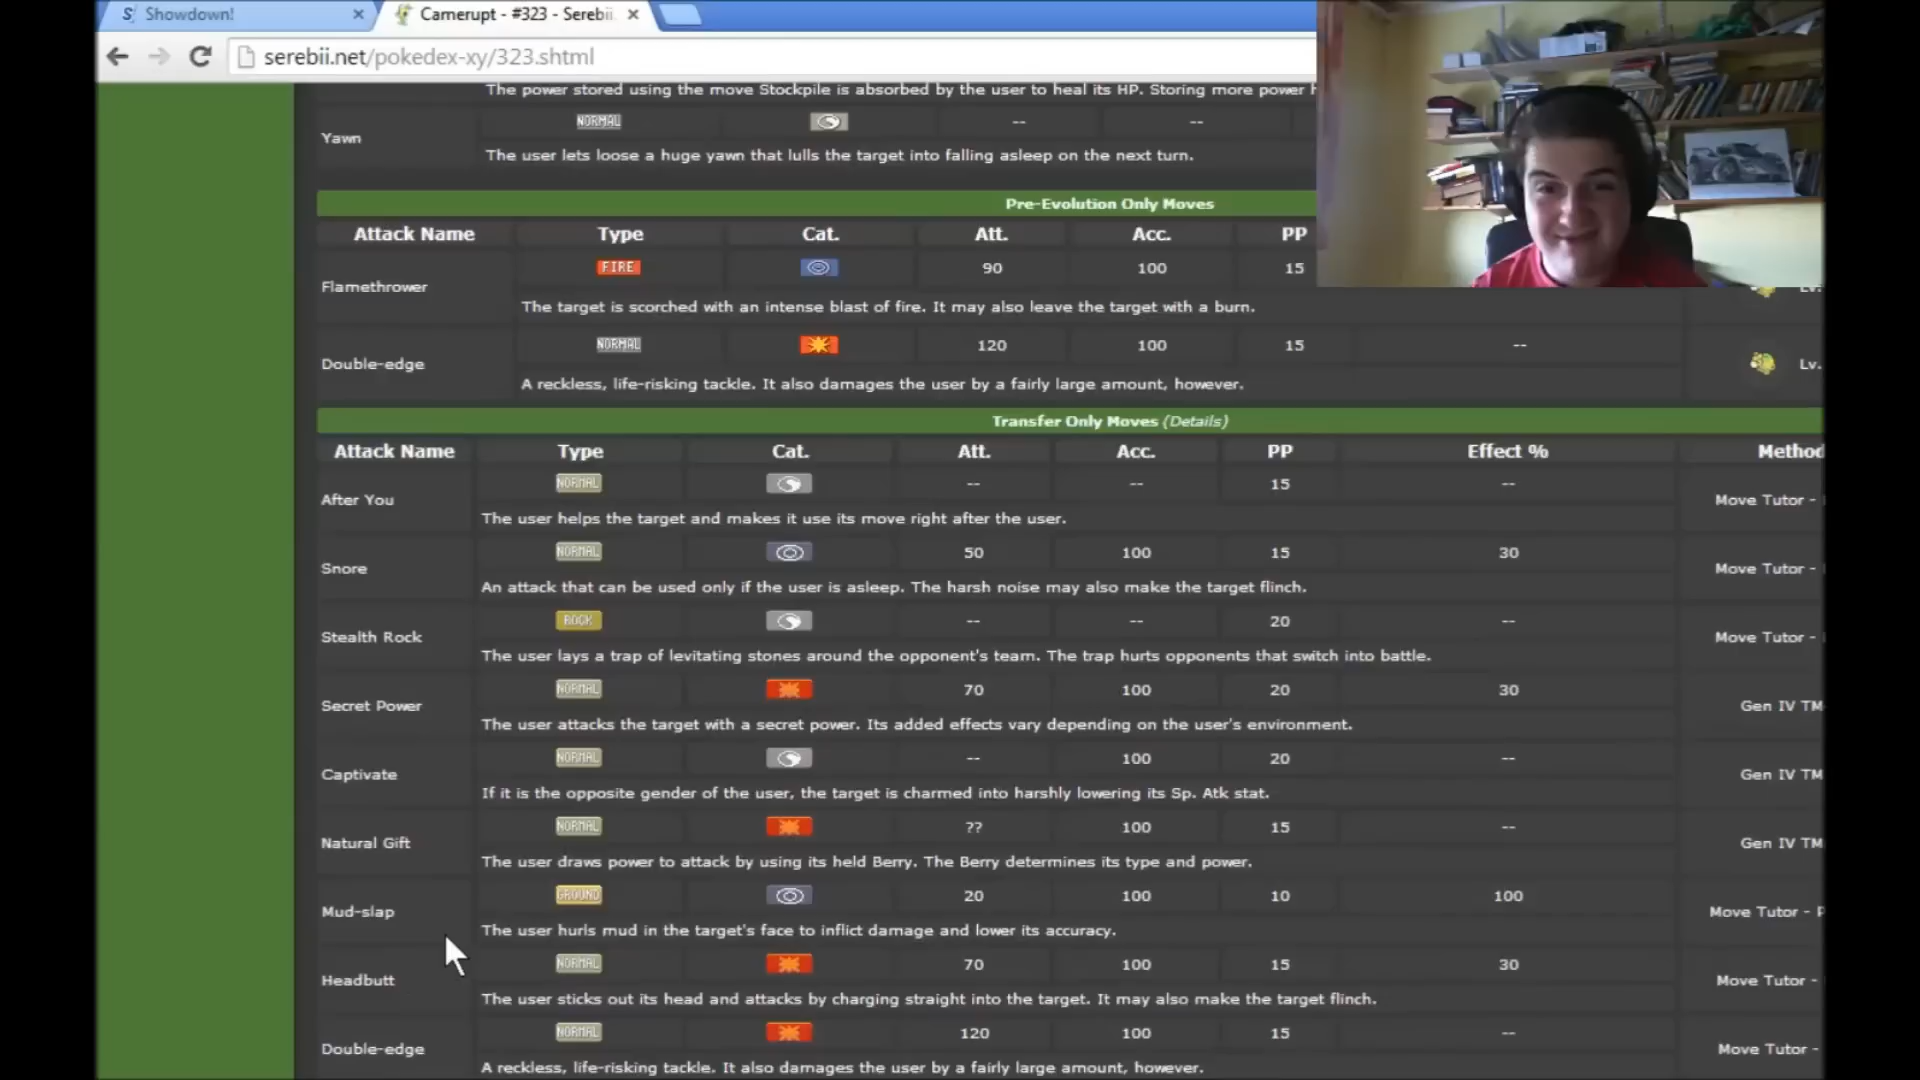 Showdown!
Camerupt - #323 - Serebii
serebii.net/pokedex-xy/323.shtml
The power stored using the move Stockpile is absorbed by the user to heal its HP. Storing more power
Yawn NORMAL -- --
The user lets loose a huge yawn that lulls the target into falling asleep on the next turn.
Pre-Evolution Only Moves
Attack Name Type Cat. Att. Acc. PP
Flamethrower FIRE 90 100 15 Lv.
The target is scorched with an intense blast of fire. It may also leave the target with a burn.
Double-edge NORMAL 120 100 15 -- Lv.
A reckless, life-risking tackle. It also damages the user by a fairly large amount, however.
Transfer Only Moves (Details)
Attack Name Type Cat. Att. Acc. PP Effect % Method
After You NORMAL -- -- 15 -- Move Tutor -
The user helps the target and makes it use its move right after the user.
Snore NORMAL 50 100 15 30 Move Tutor -
An attack that can be used only if the user is asleep. The harsh noise may also make the target flinch.
Stealth Rock ROCK -- -- 20 -- Move Tutor -
The user lays a trap of levitating stones around the opponent's team. The trap hurts opponents that switch into battle.
Secret Power NORMAL 70 100 20 30 Gen IV TM
The user attacks the target with a secret power. Its added effects vary depending on the user's environment.
Captivate NORMAL -- 100 20 -- Gen IV TM
If it is the opposite gender of the user, the target is charmed into harshly lowering its Sp. Atk stat.
Natural Gift NORMAL ?? 100 15 -- Gen IV TM
The user draws power to attack by using its held Berry. The Berry determines its type and power.
Mud-slap GROUND 20 100 10 100 Move Tutor - P
The user hurls mud in the target's face to inflict damage and lower its accuracy.
Headbutt NORMAL 70 100 15 30 Move Tutor -
The user sticks out its head and attacks by charging straight into the target. It may also make the target flinch.
Double-edge NORMAL 120 100 15 -- Move Tutor -
A reckless, life-risking tackle. It also damages the user by a fairly large amount, however.